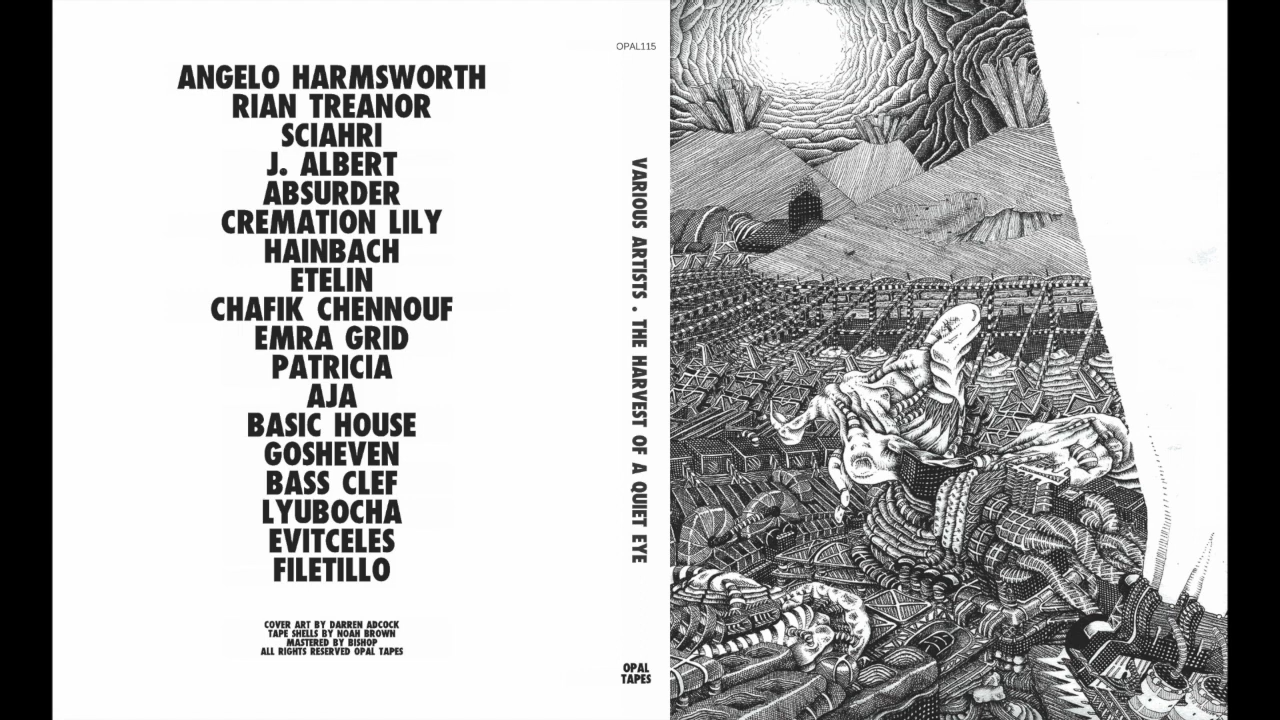 OPAL115
ANGELO HARMSWORTH
RIAN TREANOR
SCIAHRI
J. ALBERT
ABSURDER
CREMATION LILY
HAINBACH
ETELIN
CHAFIK CHENNOUF
EMRA GRID
PATRICIA
AJA
BASIC HOUSE
GOSHEVEN
BASS CLEF
LYUBOCHA
EVITCELES
FILETILLO
COVER ART BY DARREN ADCOCK
TAPE SHELLS BY NOAH BROWN
MASTERED BY BISHOP
ALL RIGHTS RESERVED OPAL TAPES
VARIOUS ARTISTS . THE HARVEST OF A QUIET EYE
OPAL
TAPES